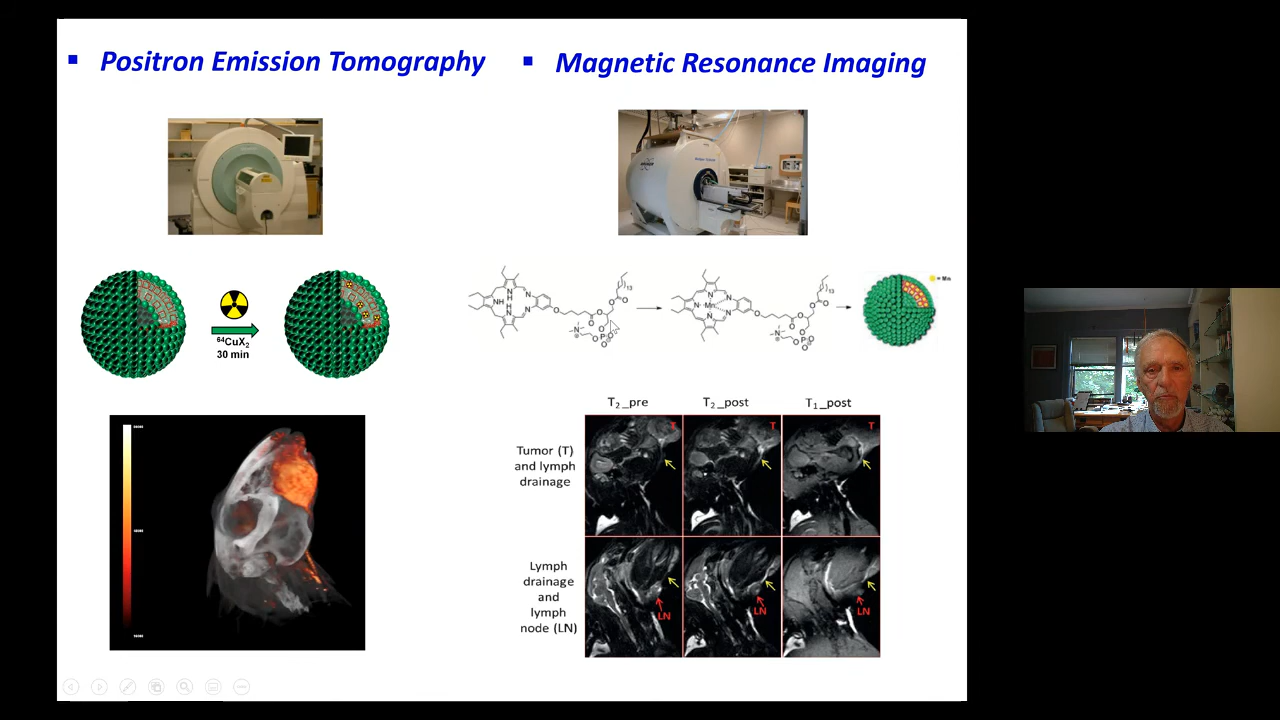 ▪ Positron Emission Tomography
▪ Magnetic Resonance Imaging
64CuX2
30 min
= Mn
T2_pre
T2_post
T1_post
Tumor (T)
and lymph
drainage
T
T
T
Lymph
drainage
and
lymph
node (LN)
LN
LN
LN